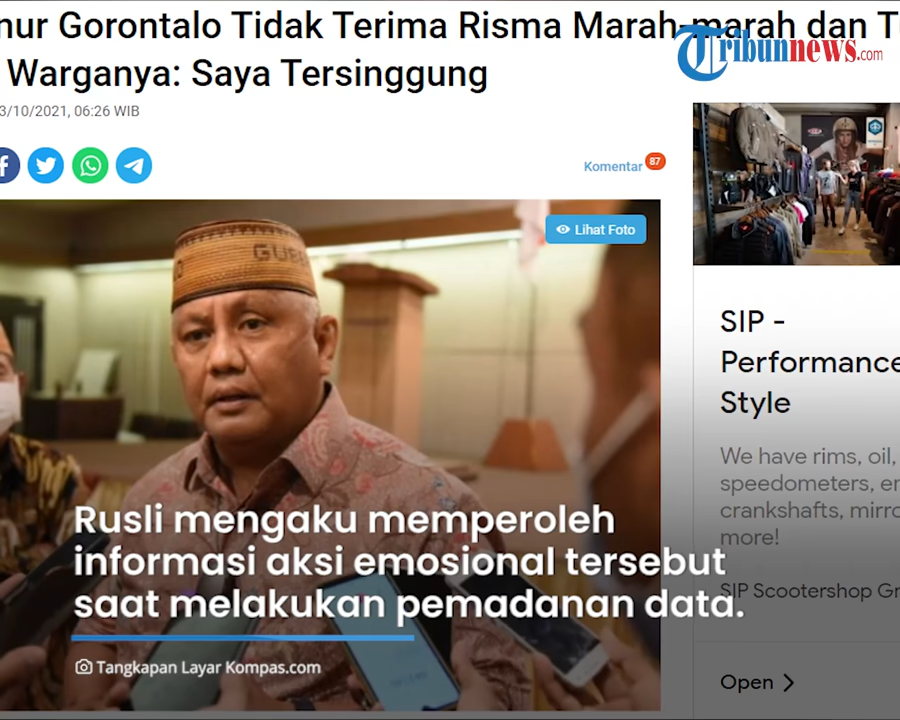 nur Gorontalo Tidak Terima Risma Marah-marah dan T
Warganya: Saya Tersinggung
Tribunnews.com
3/10/2021, 06:26 WIB
Komentar 87
Lihat Foto
GUBE
SIP -
Performance
Style
We have rims, oil,
speedometers, en
crankshafts, mirro
more!
SIP Scootershop Gr
Open
Rusli mengaku memperoleh
informasi aksi emosional tersebut
saat melakukan pemadanan data.
Tangkapan Layar Kompas.com